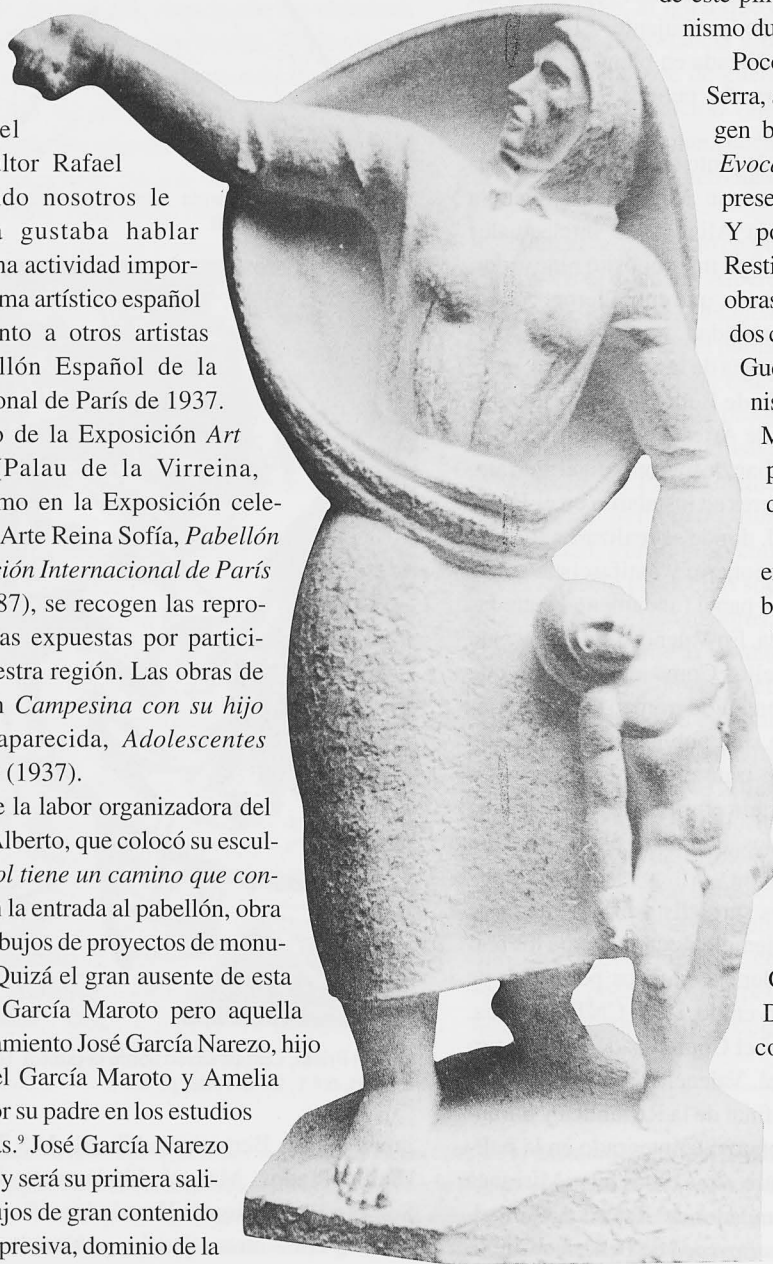 el
ltor Rafael
do nosotros le
a gustaba hablar
na actividad impor-
ma artístico español
nto a otros artistas
llón Español de la
onal de París de 1937.
o de la Exposición Art
(Palau de la Virreina,
mo en la Exposición cele-
Arte Reina Sofía, Pabellón
ción Internacional de París
87), se recogen las repro-
as expuestas por partici-
estra región. Las obras de
n Campesina con su hijo
aparecida, Adolescentes
(1937).
e la labor organizadora del
Alberto, que colocó su escul-
ol tiene un camino que con-
n la entrada al pabellón, obra
bujos de proyectos de monu-
Quizá el gran ausente de esta
García Maroto pero aquella
amiento José García Narezo, hijo
el García Maroto y Amelia
or su padre en los estudios
as.⁹ José García Narezo
y será su primera sali-
ujos de gran contenido
presiva, dominio de la
nismo du
Poco
Serra,
gen b
Evoca
prese
Y po
Resti
obras
dos c
Gue
nis
M
p
e
b
D
co